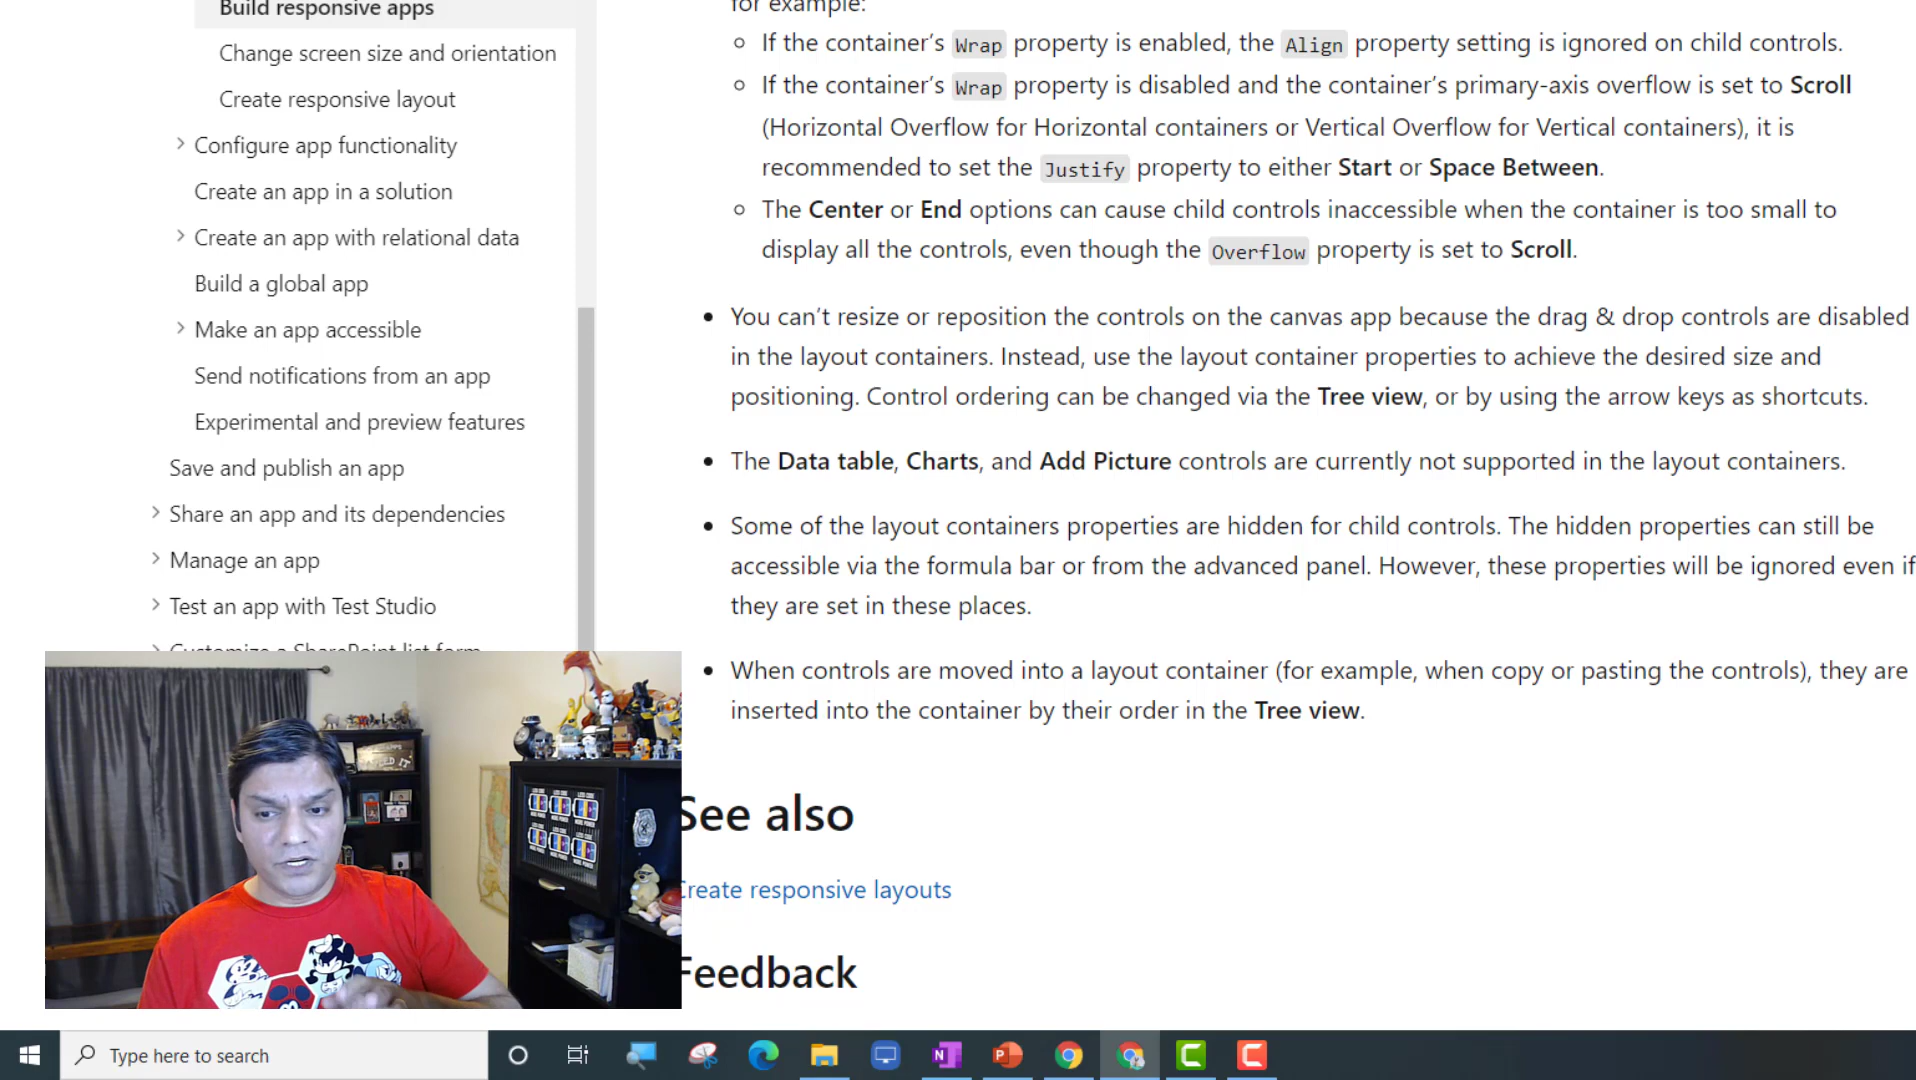 Build responsive apps
Change screen size and orientation
Create responsive layout
Configure app functionality
Create an app in a solution
Create an app with relational data
Build a global app
Make an app accessible
Send notifications from an app
Experimental and preview features
Save and publish an app
Share an app and its dependencies
Manage an app
Test an app with Test Studio
Customize a SharePoint list form
for example:
If the container's Wrap property is enabled, the Align property setting is ignored on child controls.
If the container's Wrap property is disabled and the container's primary-axis overflow is set to Scroll
(Horizontal Overflow for Horizontal containers or Vertical Overflow for Vertical containers), it is
recommended to set the Justify property to either Start or Space Between.
The Center or End options can cause child controls inaccessible when the container is too small to
display all the controls, even though the Overflow property is set to Scroll.
You can't resize or reposition the controls on the canvas app because the drag & drop controls are disabled
in the layout containers. Instead, use the layout container properties to achieve the desired size and
positioning. Control ordering can be changed via the Tree view, or by using the arrow keys as shortcuts.
The Data table, Charts, and Add Picture controls are currently not supported in the layout containers.
Some of the layout containers properties are hidden for child controls. The hidden properties can still be
accessible via the formula bar or from the advanced panel. However, these properties will be ignored even if
they are set in these places.
When controls are moved into a layout container (for example, when copy or pasting the controls), they are
inserted into the container by their order in the Tree view.
See also
Create responsive layouts
Feedback
Type here to search